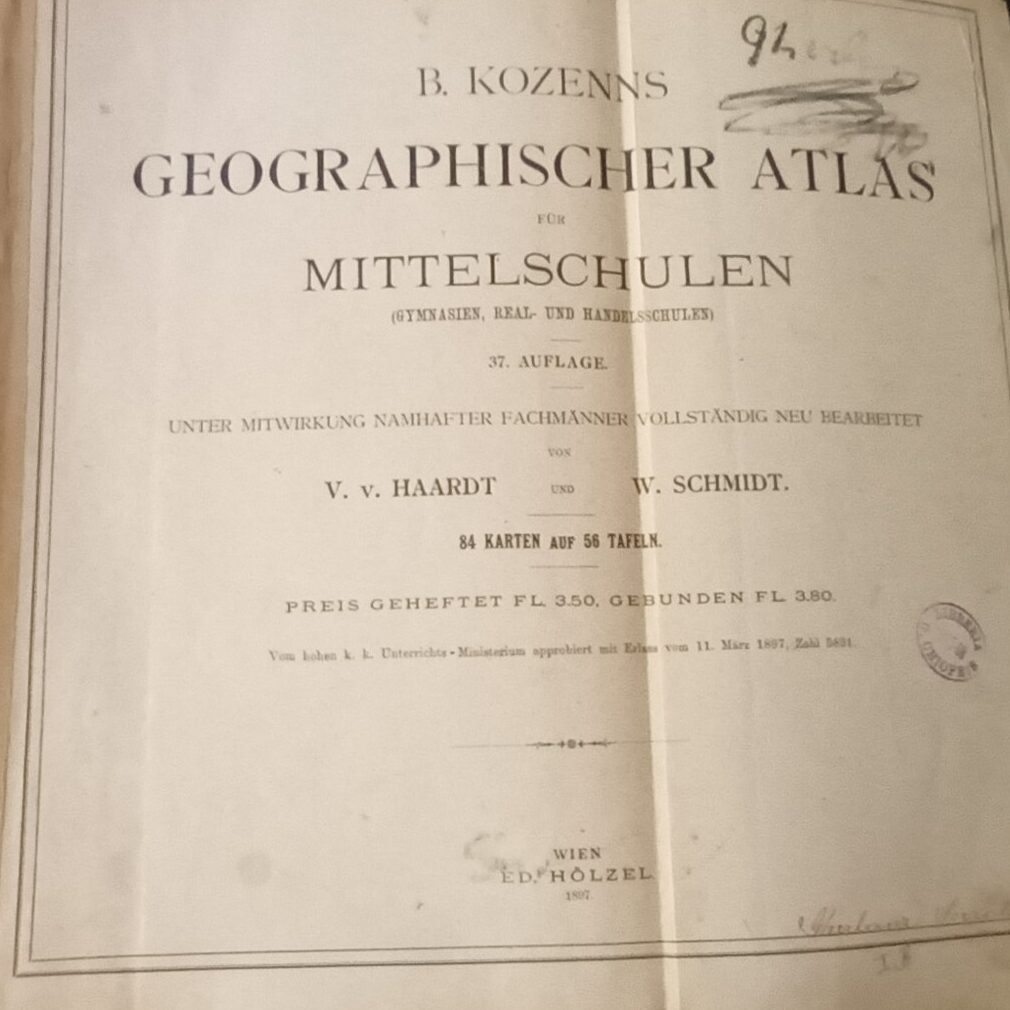 B. KOZENNS
GEOGRAPHISCHER ATLAS
FÜR
MITTELSCHULEN
(GYMNASIEN, REAL- UND HANDELSSCHULEN)
37. AUFLAGE.
UNTER MITWIRKUNG NAMHAFTER FACHMÄNNER VOLLSTÄNDIG NEU BEARBEITET
VON
V. v. HAARDT UND W. SCHMIDT.
84 KARTEN AUF 56 TAFELN.
PREIS GEHEFTET FL. 3.50, GEBUNDEN FL. 3.80.
Vom hohen k. k. Unterrichts-Ministerium approbiert mit Erlass vom 11. März 1897, Zahl 5831.
LIBRERIA
WIEN
ED. HÖLZEL
1897